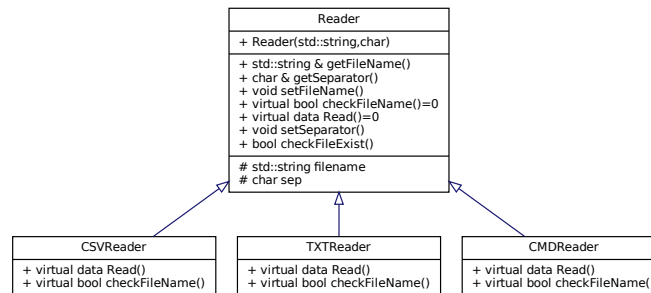 Reader
+ Reader(std::string,char)
+ std::string & getFileName()
+ char & getSeparator()
+ void setFileName()
+ virtual bool checkFileName()=0
+ virtual data Read()=0
+ void setSeparator()
+ bool checkFileExist()
# std::string filename
# char sep
CSVReader
+ virtual data Read()
+ virtual bool checkFileName()
TXTReader
+ virtual data Read()
+ virtual bool checkFileName()
CMDReader
+ virtual data Read()
+ virtual bool checkFileName()